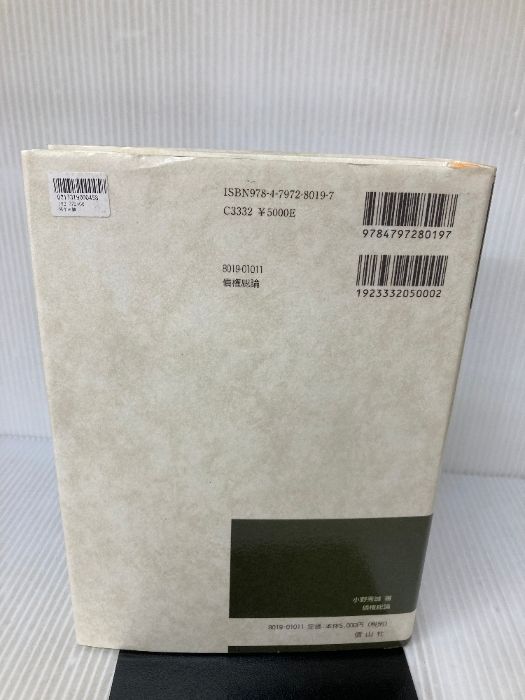 ISBN978-4-7972-8019-7
C3332 ¥5000E
9784797280197
8019-01011
債権総論
1923332050002
小野秀誠 著
債権総論
8019-01011 定価:本体5,000円(税別)
信山社